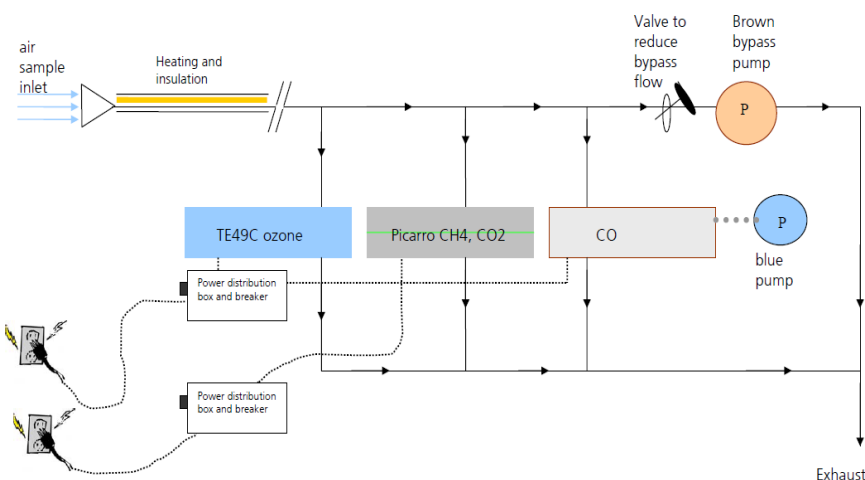 air
sample
inlet
Heating and
insulation
Valve to
reduce
bypass
flow
Brown
bypass
pump
P
TE49C ozone
Picarro CH4, CO2
CO
P
blue
pump
Power distribution
box and breaker
Power distribution
box and breaker
Exhaust